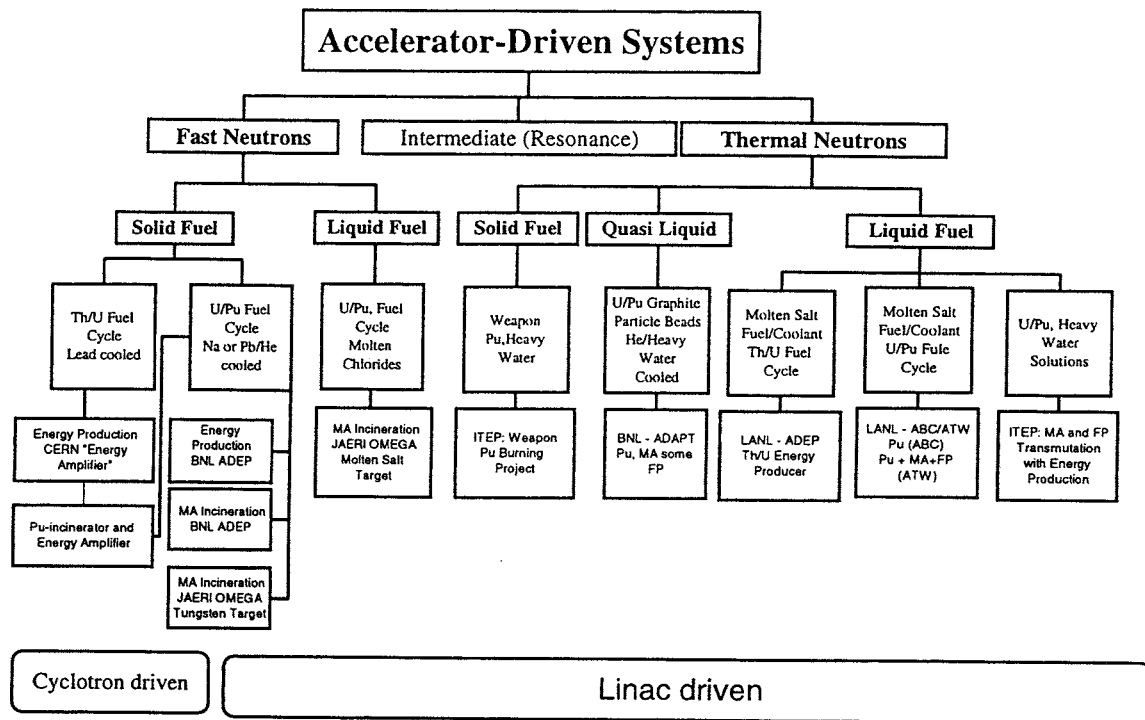 Accelerator-Driven Systems
Fast Neutrons
Intermediate (Resonance)
Thermal Neutrons
Solid Fuel
Liquid Fuel
Solid Fuel
Quasi Liquid
Liquid Fuel
Th/U Fuel
Cycle
Lead cooled
U/Pu Fuel
Cycle
Na or Pb/He
cooled
U/Pu, Fuel
Cycle
Molten
Chlorides
Weapon
Pu,Heavy
Water
U/Pu Graphite
Particle Beads
He/Heavy
Water
Cooled
Molten Salt
Fuel/Coolant
Th/U Fuel
Cycle
Molten Salt
Fuel/Coolant
U/Pu Fule
Cycle
U/Pu, Heavy
Water
Solutions
Energy Production
CERN "Energy
Amplifier"
Energy
Production
BNL ADEP
MA Incineration
JAERI OMEGA
Molten Salt
Target
ITEP: Weapon
Pu Burning
Project
BNL - ADAPT
Pu, MA some
FP
LANL - ADEP
Th/U Energy
Producer
LANL - ABC/ATW
Pu (ABC)
Pu + MA+FP
(ATW)
ITEP: MA and FP
Transmutation
with Energy
Production
Pu-incinerator and
Energy Amplifier
MA Incineration
BNL ADEP
MA Incineration
JAERI OMEGA
Tungsten Target
Cyclotron driven
Linac driven